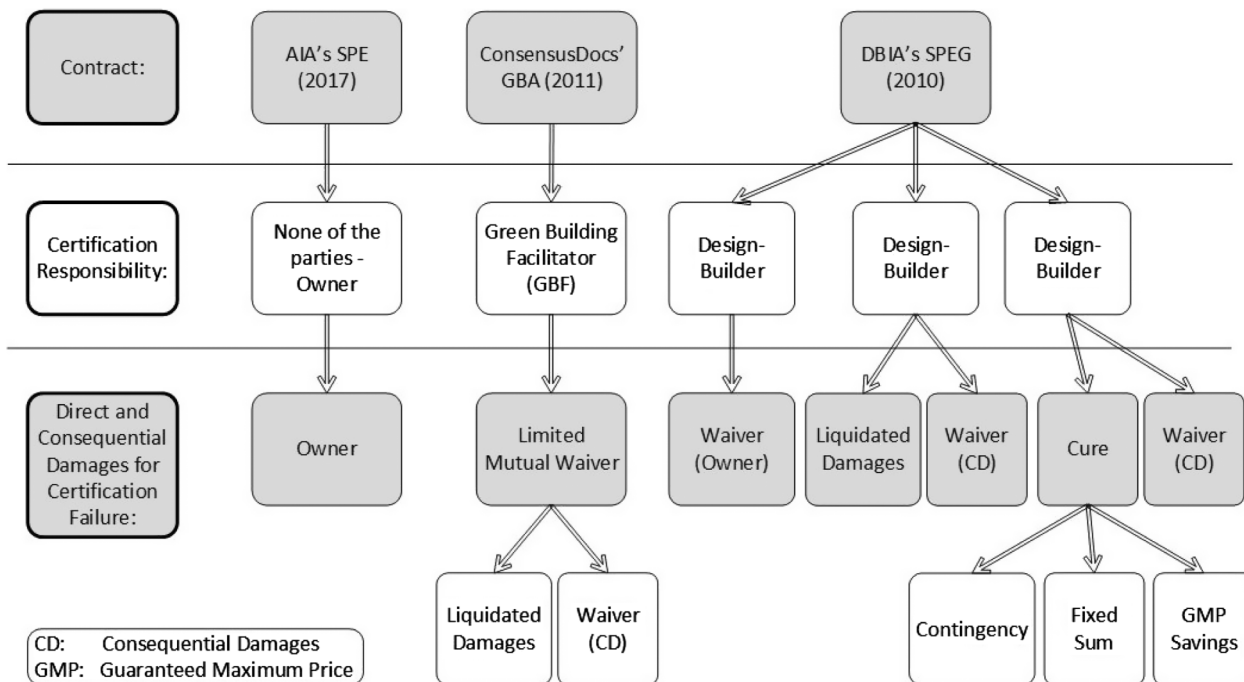 Contract:
AIA's SPE
(2017)
ConsensusDocs'
GBA (2011)
DBIA's SPEG
(2010)
Certification
Responsibility:
None of the
parties -
Owner
Green Building
Facilitator
(GBF)
Design-
Builder
Design-
Builder
Design-
Builder
Direct and
Consequential
Damages for
Certification
Failure:
Owner
Limited
Mutual Waiver
Waiver
(Owner)
Liquidated
Damages
Waiver
(CD)
Cure
Waiver
(CD)
Liquidated
Damages
Waiver
(CD)
Contingency
Fixed
Sum
GMP
Savings
CD: Consequential Damages
GMP: Guaranteed Maximum Price